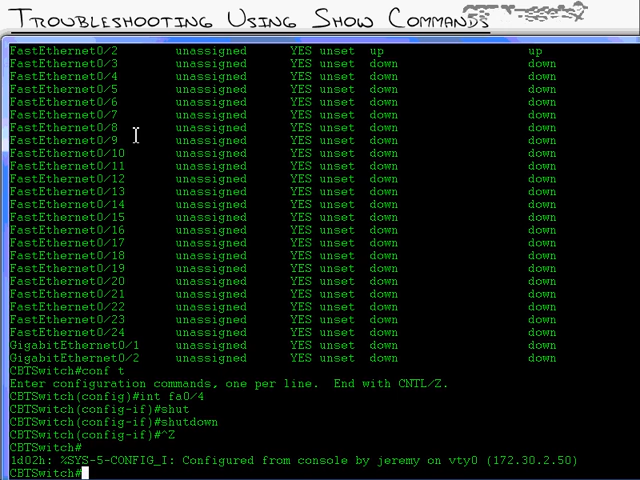 Troubleshooting Using Show Commands
FastEthernet0/2 unassigned YES unset up up
FastEthernet0/3 unassigned YES unset down down
FastEthernet0/4 unassigned YES unset down down
FastEthernet0/5 unassigned YES unset down down
FastEthernet0/6 unassigned YES unset down down
FastEthernet0/7 unassigned YES unset down down
FastEthernet0/8 unassigned YES unset down down
FastEthernet0/9 unassigned YES unset down down
FastEthernet0/10 unassigned YES unset down down
FastEthernet0/11 unassigned YES unset down down
FastEthernet0/12 unassigned YES unset down down
FastEthernet0/13 unassigned YES unset down down
FastEthernet0/14 unassigned YES unset down down
FastEthernet0/15 unassigned YES unset down down
FastEthernet0/16 unassigned YES unset down down
FastEthernet0/17 unassigned YES unset down down
FastEthernet0/18 unassigned YES unset down down
FastEthernet0/19 unassigned YES unset down down
FastEthernet0/20 unassigned YES unset down down
FastEthernet0/21 unassigned YES unset down down
FastEthernet0/22 unassigned YES unset down down
FastEthernet0/23 unassigned YES unset down down
FastEthernet0/24 unassigned YES unset down down
GigabitEthernet0/1 unassigned YES unset down down
GigabitEthernet0/2 unassigned YES unset down down
CBTSwitch#conf t
Enter configuration commands, one per line. End with CNTL/Z.
CBTSwitch(config)#int fa0/4
CBTSwitch(config-if)#shut
CBTSwitch(config-if)#shutdown
CBTSwitch(config-if)#^Z
CBTSwitch#
1d02h: %SYS-5-CONFIG_I: Configured from console by jeremy on vty0 (172.30.2.50)
CBTSwitch#